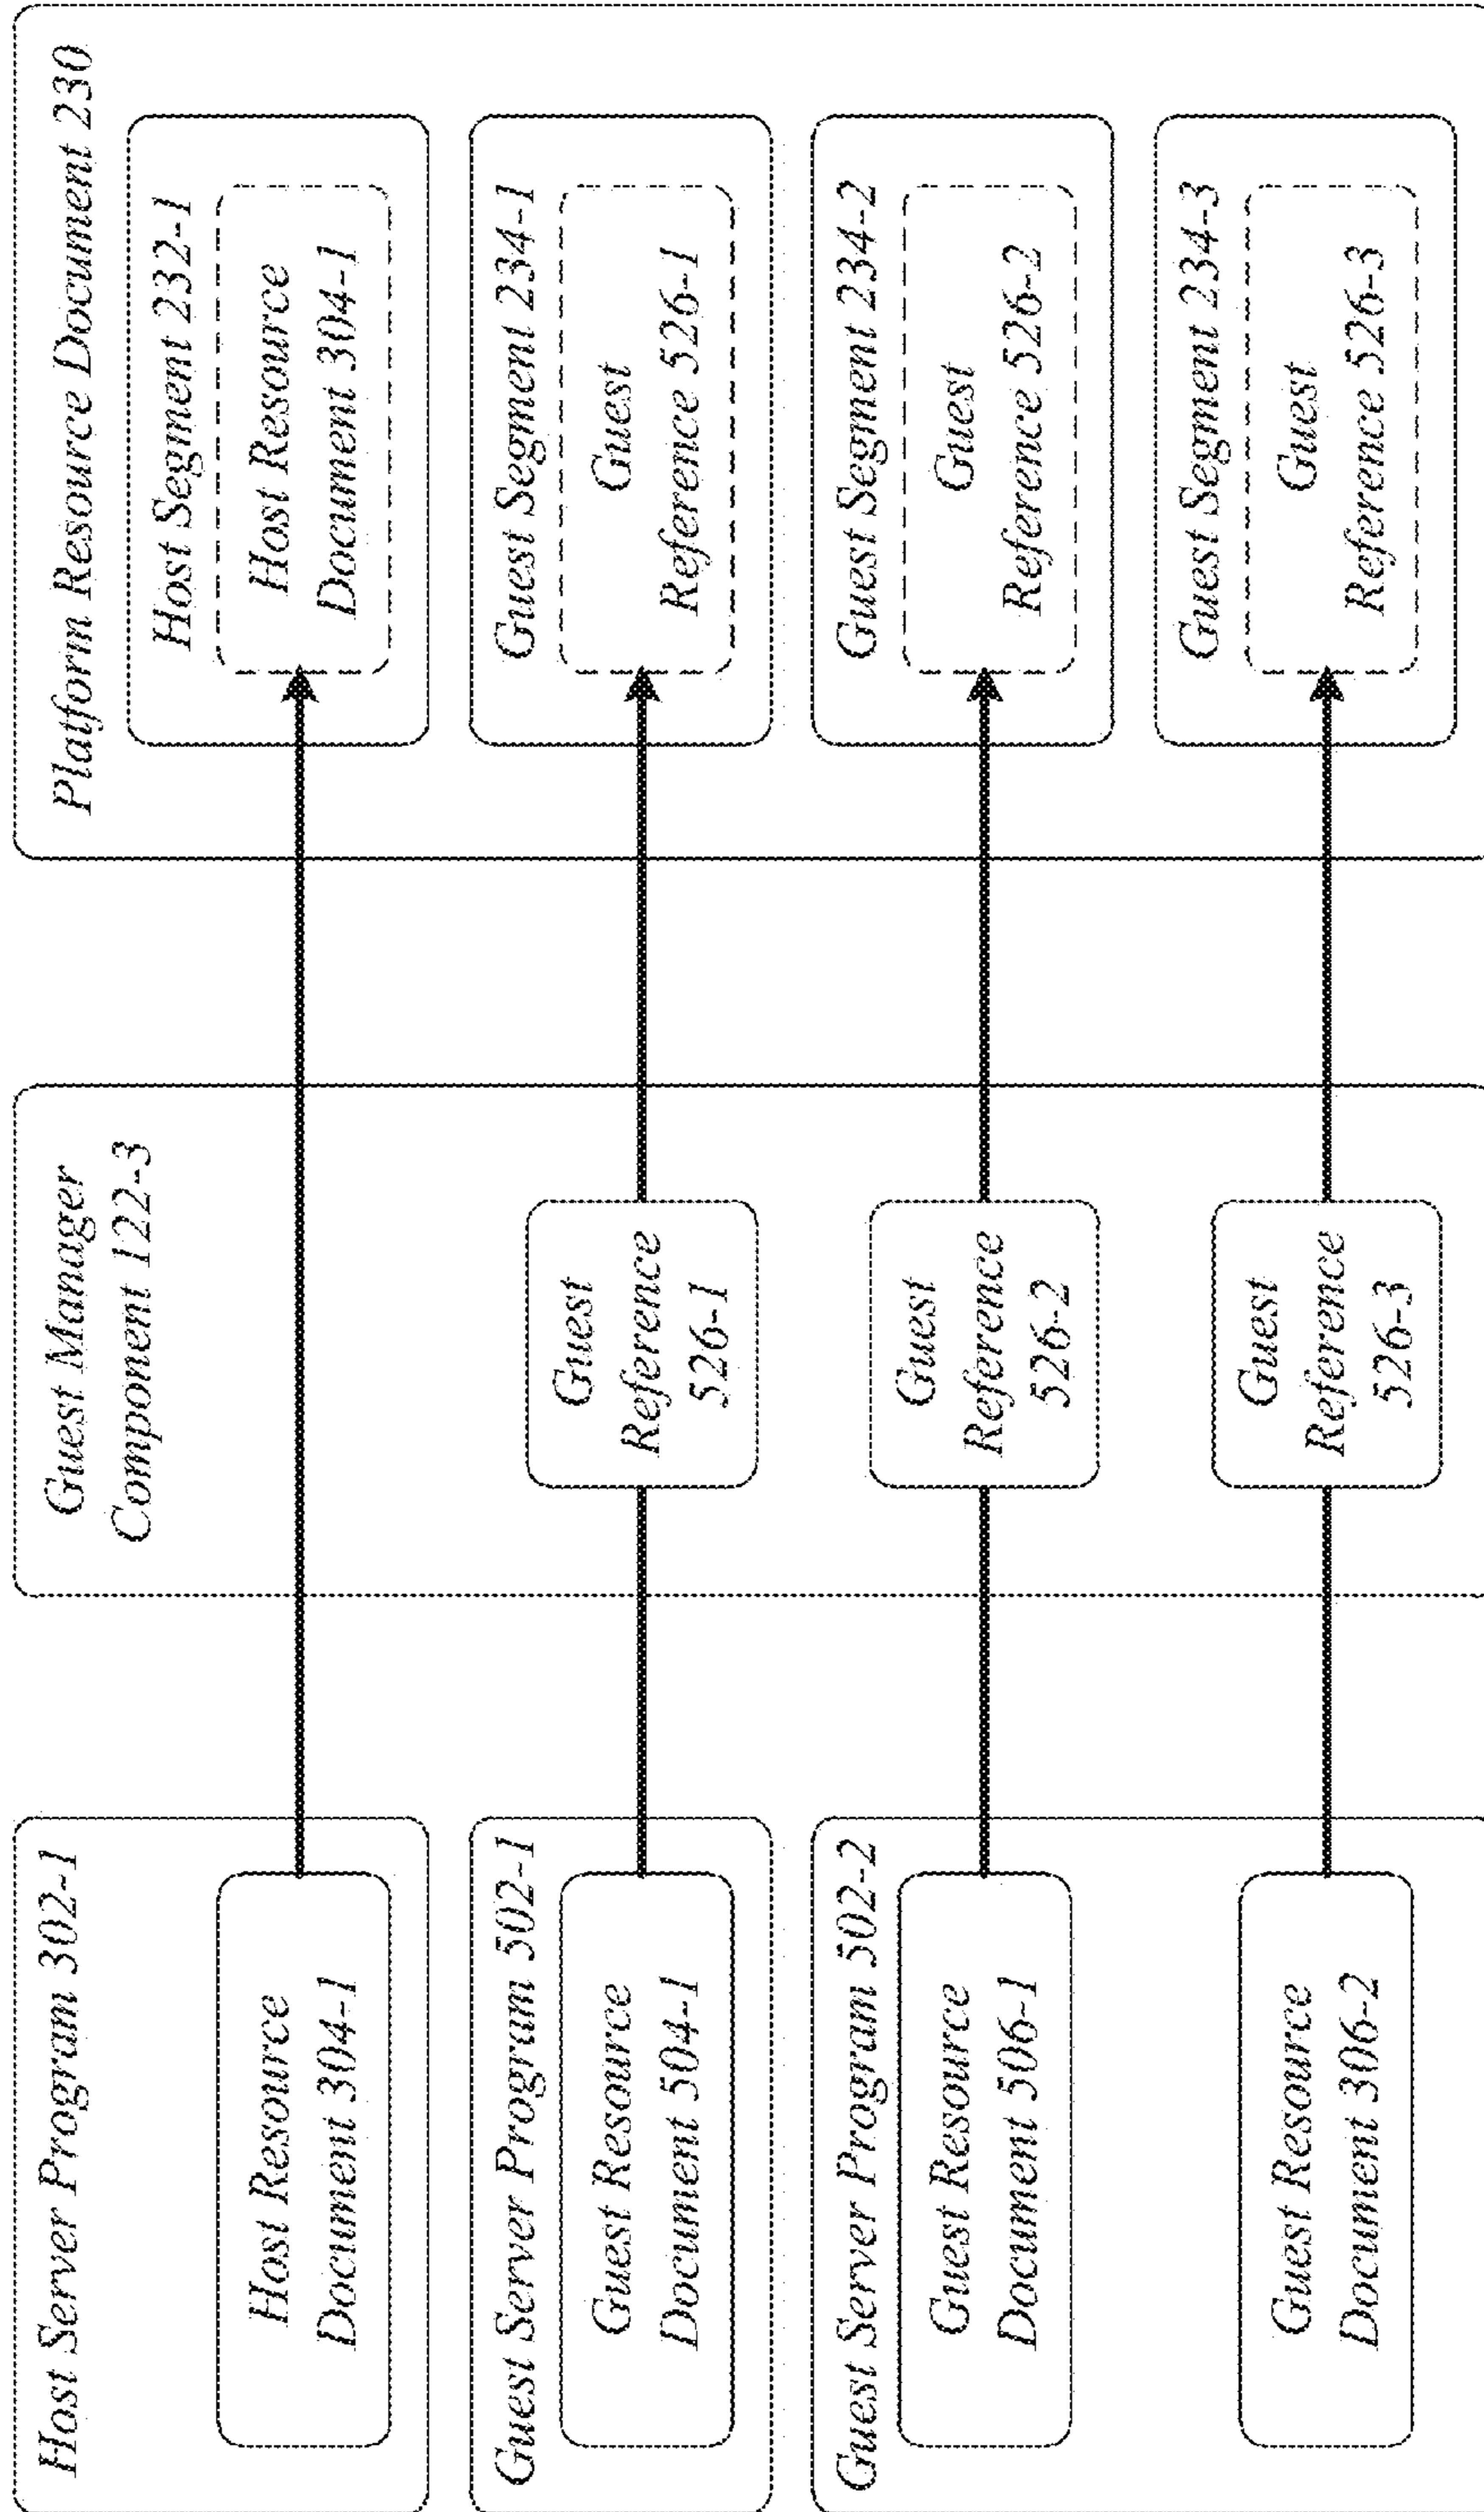 Host Server Program 302-1
Host Resource
Document 304-1
Guest Server Program 502-1
Guest Resource
Document 504-1
Guest Server Program 502-2
Guest Resource
Document 506-1
Guest Resource
Document 306-2
Guest Manager
Component 122-3
Guest
Reference
526-1
Guest
Reference
526-2
Guest
Reference
526-3
Platform Resource Document 230
Host Segment 232-1
Host Resource
Document 304-1
Guest Segment 234-1
Guest
Reference 526-1
Guest Segment 234-2
Guest
Reference 526-2
Guest Segment 234-3
Guest
Reference 526-3